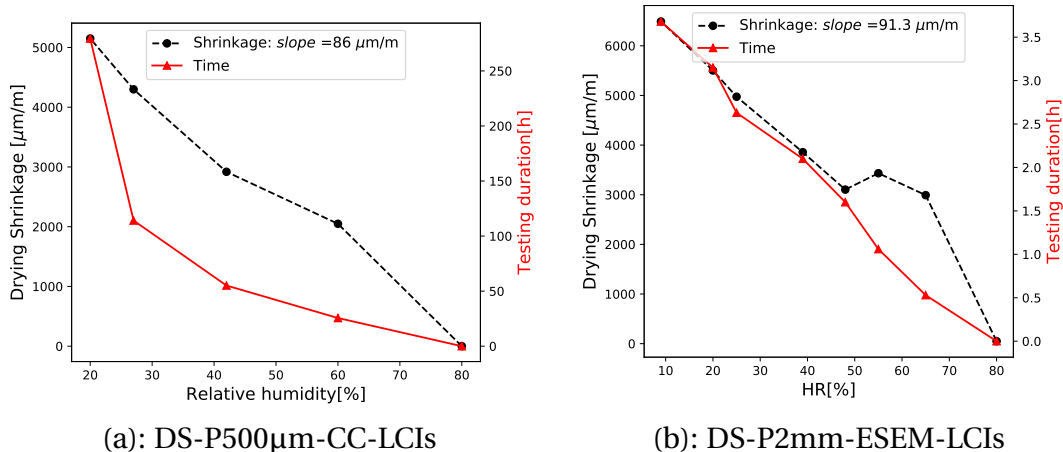 Shrinkage: slope =86 μm/m
Time
Drying Shrinkage [μm/m]
5000
4000
3000
2000
1000
0
Testing duration[h]
250
200
150
100
50
0
20 30 40 50 60 70 80
Relative humidity[%]
(a): DS-P500μm-CC-LCIs
Shrinkage: slope =91.3 μm/m
Time
Drying Shrinkage [μm/m]
6000
5000
4000
3000
2000
1000
0
Testing duration[h]
3.5
3.0
2.5
2.0
1.5
1.0
0.5
0.0
10 20 30 40 50 60 70 80
HR[%]
(b): DS-P2mm-ESEM-LCIs